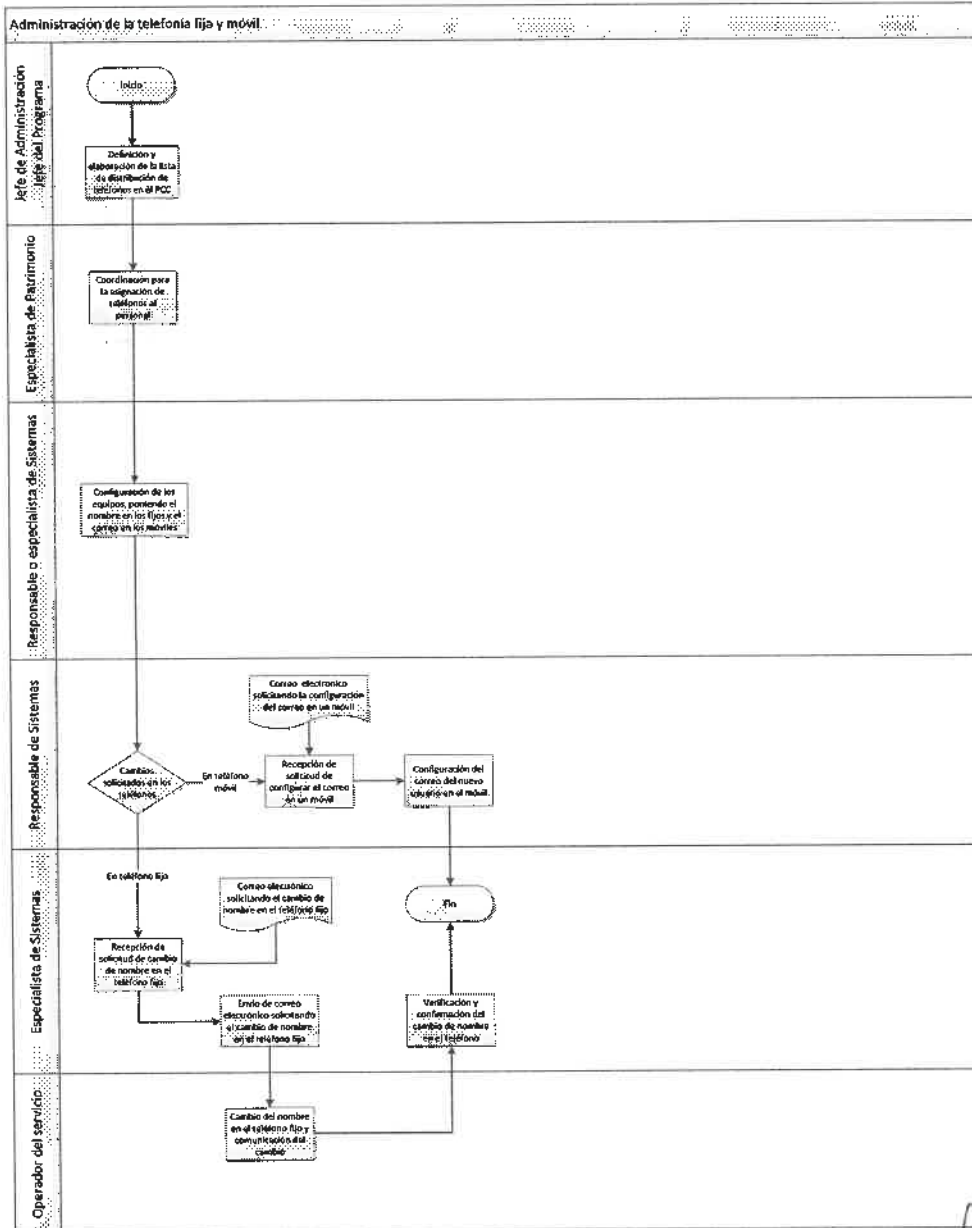 Administración de la telefonía fija y móvil
Jefe de Administración
Jefe del Programa
Inicio
Definición y
elaboración de la lista
de distribución de
teléfonos en el PCC
Especialista de Patrimonio
Coordinación para
la asignación de
teléfonos al
personal
Responsable o especialista de Sistemas
Configuración de los
equipos, poniendo el
nombre en los fijos y el
correo en los móviles
Responsable de Sistemas
Correo electronico
solicitando la configuración
del correo en un móvil
Cambios
solicitados en los
teléfonos
En teléfono
móvil
Recepción de
solicitud de
configurar el correo
en un móvil
Configuración del
correo del nuevo
usuario en el móvil
Especialista de Sistemas
En teléfono fijo
Correo electrónico
solicitando el cambio de
nombre en el teléfono fijo
Fin
Recepción de
solicitud de cambio
de nombre en el
teléfono fijo
Envío de correo
electrónico solicitando
el cambio de nombre
en el teléfono fijo
Verificación y
confirmación del
cambio de nombre
en el teléfono
Operador del servicio
Cambio del nombre
en el teléfono fijo y
comunicación del
cambio